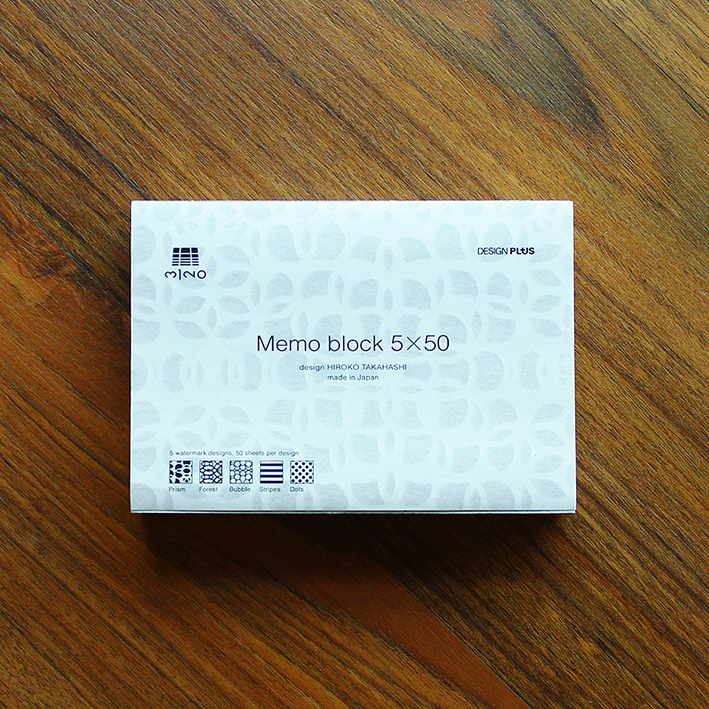 3120
DESIGN PLUS
Memo block 5×50
design HIROKO TAKAHASHI
made in Japan
5 watermark designs, 50 sheets per design
Prism Forest Bubble Stripes Dots